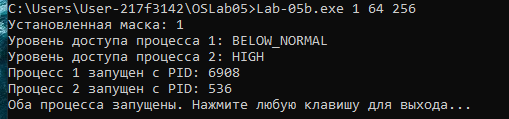 C:\Users\User-217f3142\OSLab05>Lab-05b.exe 1 64 256
Установленная маска: 1
Уровень доступа процесса 1: BELOW_NORMAL
Уровень доступа процесса 2: HIGH
Процесс 1 запущен с PID: 6908
Процесс 2 запущен с PID: 536
Оба процесса запущены. Нажмите любую клавишу для выхода...